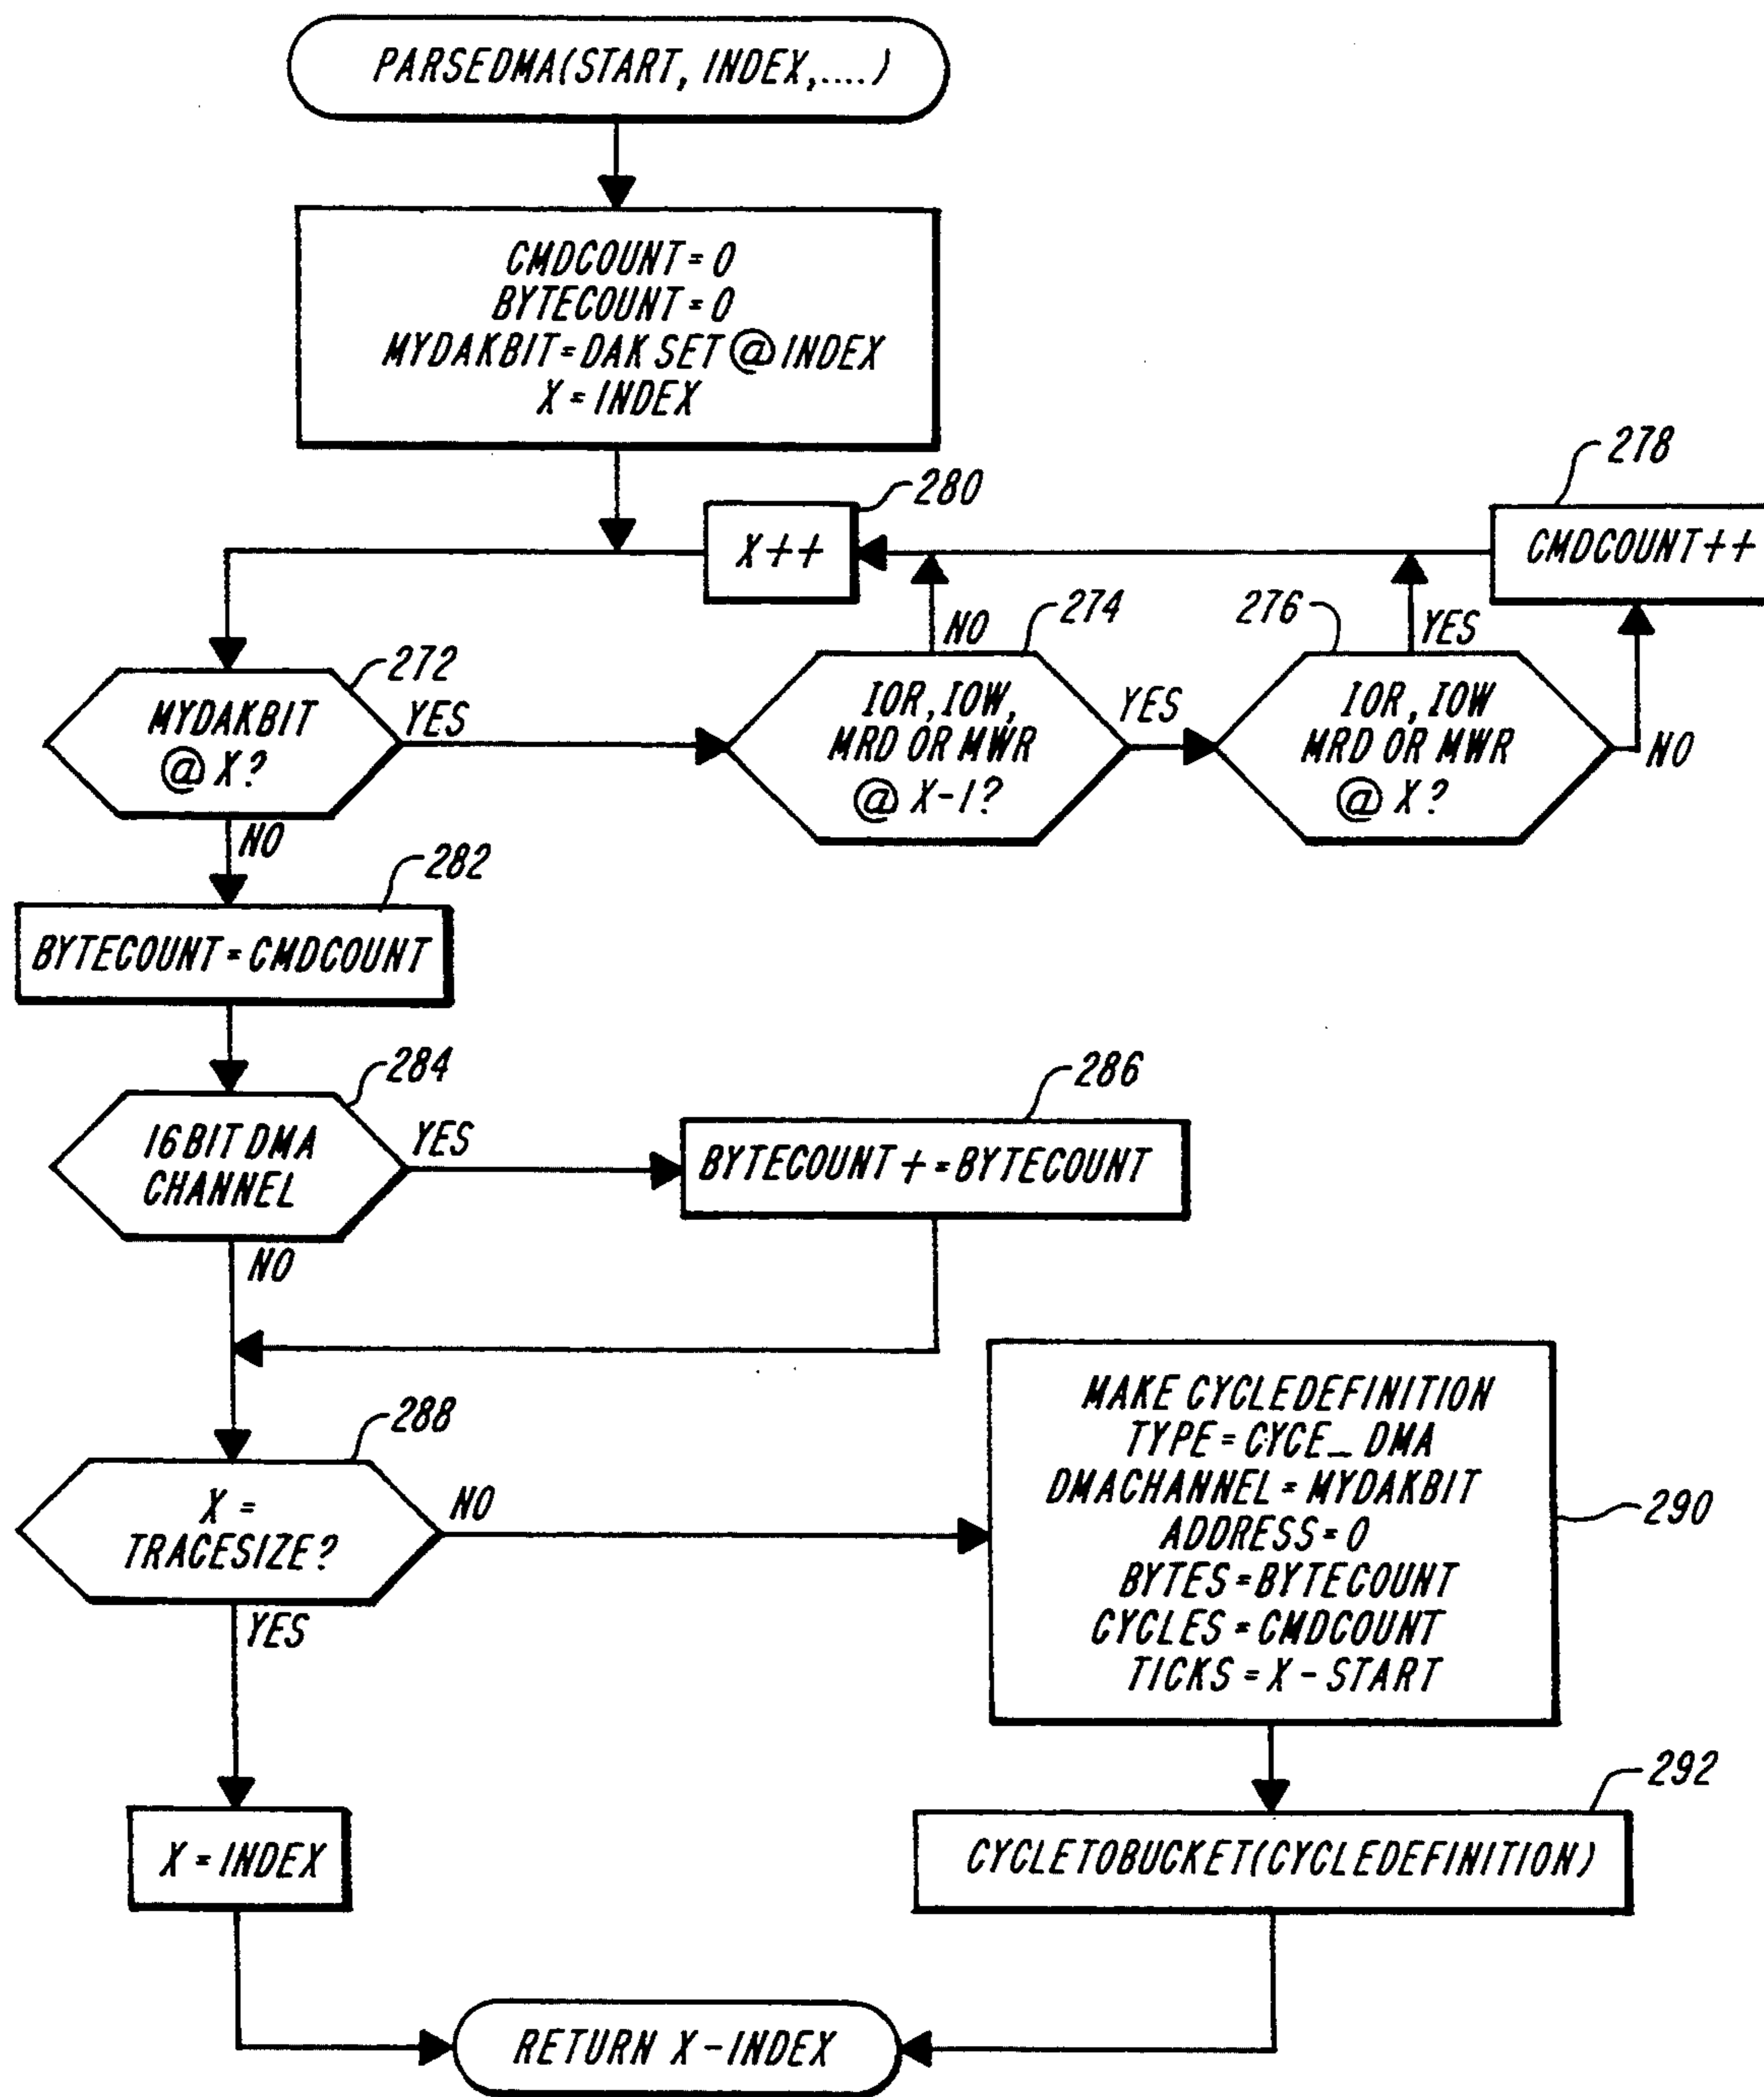 PARSEDMA(START, INDEX,....)
CMDCOUNT = 0
BYTECOUNT = 0
MYDAKBIT = DAK SET @ INDEX
X = INDEX
278
280
X++
CMDCOUNT++
272
MYDAKBIT
@ X?
YES
NO
274
IOR, IOW,
MRD OR MWR
@ X-1?
NO
YES
276
IOR, IOW
MRD OR MWR
@ X?
YES
NO
282
BYTECOUNT = CMDCOUNT
284
16 BIT DMA
CHANNEL
YES
NO
286
BYTECOUNT += BYTECOUNT
288
X =
TRACESIZE?
NO
YES
MAKE CYCLEDEFINITION
TYPE = CYCE_DMA
DMACHANNEL = MYDAKBIT
ADDRESS = 0
BYTES = BYTECOUNT
CYCLES = CMDCOUNT
TICKS = X - START
290
292
X = INDEX
CYCLETOBUCKET(CYCLEDEFINITION)
RETURN X - INDEX